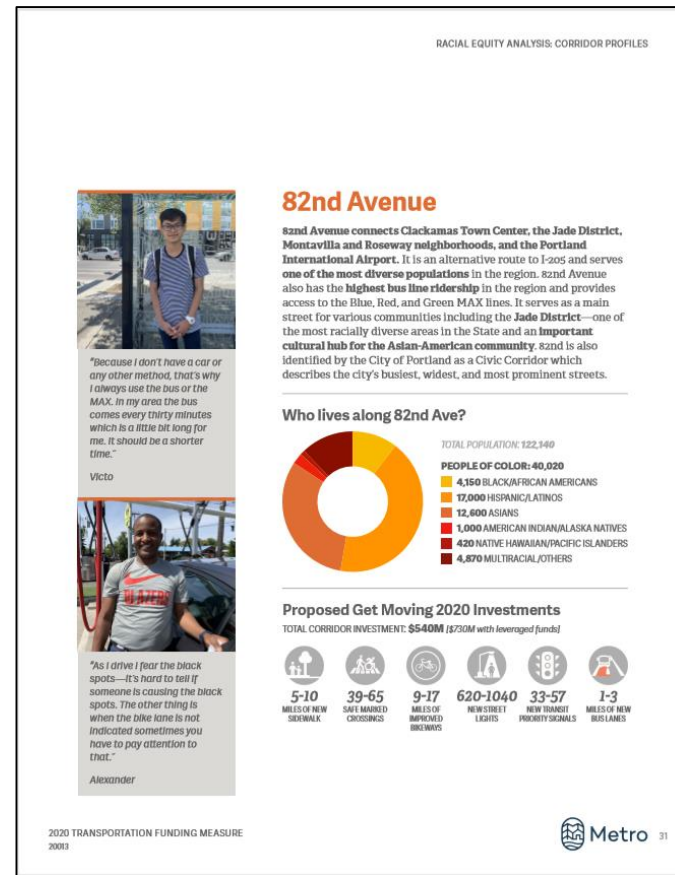 RACIAL EQUITY ANALYSIS: CORRIDOR PROFILES
"Because I don't have a car or
any other method, that's why
I always use the bus or the
MAX. In my area the bus
comes every thirty minutes
which is a little bit long for
me. It should be a shorter
time."
Victo
BLAZERS
"As I drive I fear the black
spots—it's hard to tell if
someone is causing the black
spots. The other thing is
when the bike lane is not
indicated sometimes you
have to pay attention to
that."
Alexander
82nd Avenue
82nd Avenue connects Clackamas Town Center, the Jade District,
Montavilla and Roseway neighborhoods, and the Portland
International Airport. It is an alternative route to I-205 and serves
one of the most diverse populations in the region. 82nd Avenue
also has the highest bus line ridership in the region and provides
access to the Blue, Red, and Green MAX lines. It serves as a main
street for various communities including the Jade District—one of
the most racially diverse areas in the State and an important
cultural hub for the Asian-American community. 82nd is also
identified by the City of Portland as a Civic Corridor which
describes the city's busiest, widest, and most prominent streets.
Who lives along 82nd Ave?
TOTAL POPULATION: 122,140
PEOPLE OF COLOR: 40,020
4,150 BLACK/AFRICAN AMERICANS
17,000 HISPANIC/LATINOS
12,600 ASIANS
1,000 AMERICAN INDIAN/ALASKA NATIVES
420 NATIVE HAWAIIAN/PACIFIC ISLANDERS
4,870 MULTIRACIAL/OTHERS
Proposed Get Moving 2020 Investments
TOTAL CORRIDOR INVESTMENT: $540M [$730M with leveraged funds]
5-10
MILES OF NEW
SIDEWALK
39-65
SAFE MARKED
CROSSINGS
9-17
MILES OF
IMPROVED
BIKEWAYS
620-1040
NEW STREET
LIGHTS
33-57
NEW TRANSIT
PRIORITY SIGNALS
1-3
MILES OF NEW
BUS LANES
2020 TRANSPORTATION FUNDING MEASURE
20013
Metro
31